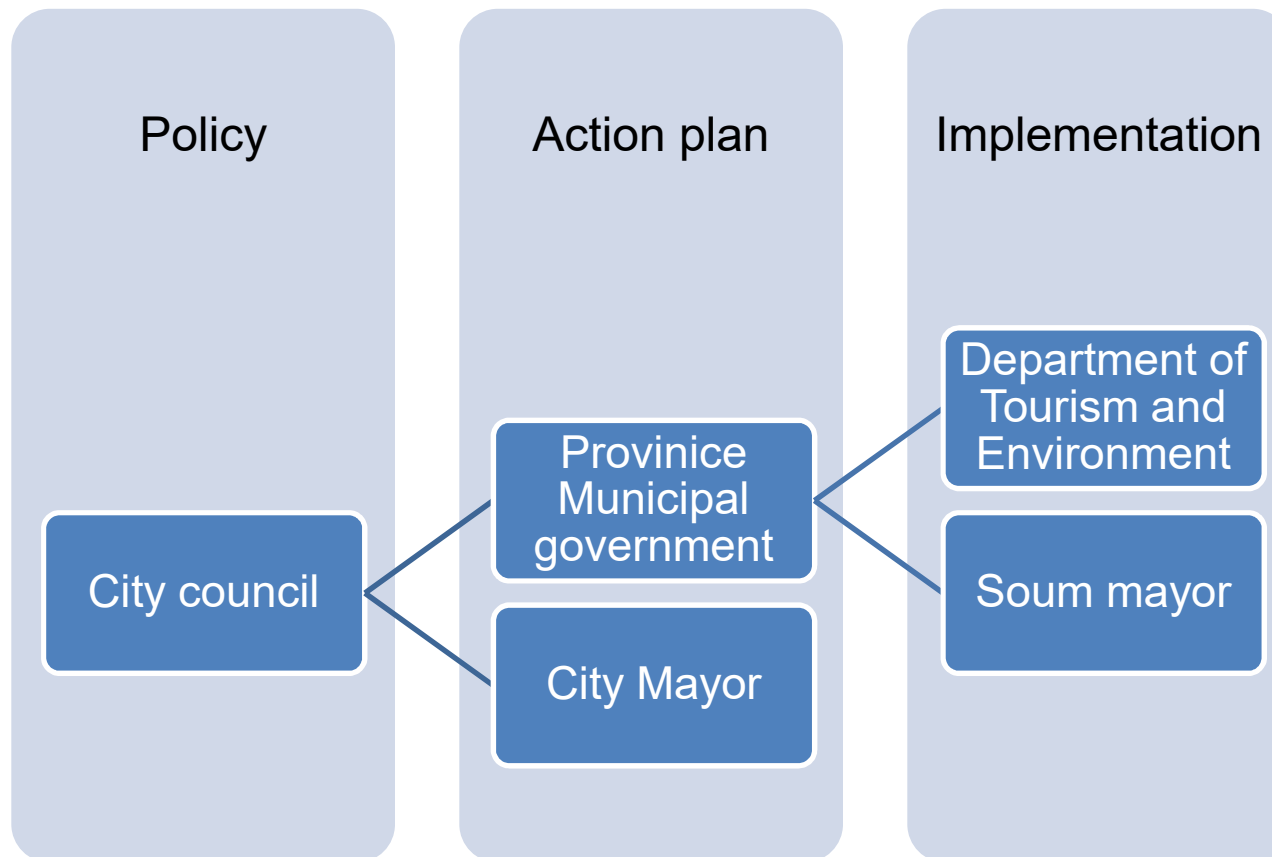 Policy
Action plan
Implementation
City council
Provinice
Municipal
government
City Mayor
Department of
Tourism and
Environment
Soum mayor